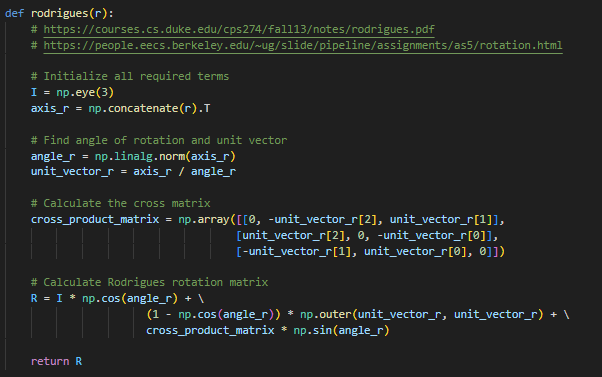 def rodrigues(r):
# https://courses.cs.duke.edu/cps274/fall13/notes/rodrigues.pdf
# https://people.eecs.berkeley.edu/~ug/slide/pipeline/assignments/as5/rotation.html
# Initialize all required terms
I = np.eye(3)
axis_r = np.concatenate(r).T
# Find angle of rotation and unit vector
angle_r = np.linalg.norm(axis_r)
unit_vector_r = axis_r / angle_r
# Calculate the cross matrix
cross_product_matrix = np.array([[0, -unit_vector_r[2], unit_vector_r[1]],
[unit_vector_r[2], 0, -unit_vector_r[0]],
[-unit_vector_r[1], unit_vector_r[0], 0]])
# Calculate Rodrigues rotation matrix
R = I * np.cos(angle_r) + \
(1 - np.cos(angle_r)) * np.outer(unit_vector_r, unit_vector_r) + \
cross_product_matrix * np.sin(angle_r)
return R